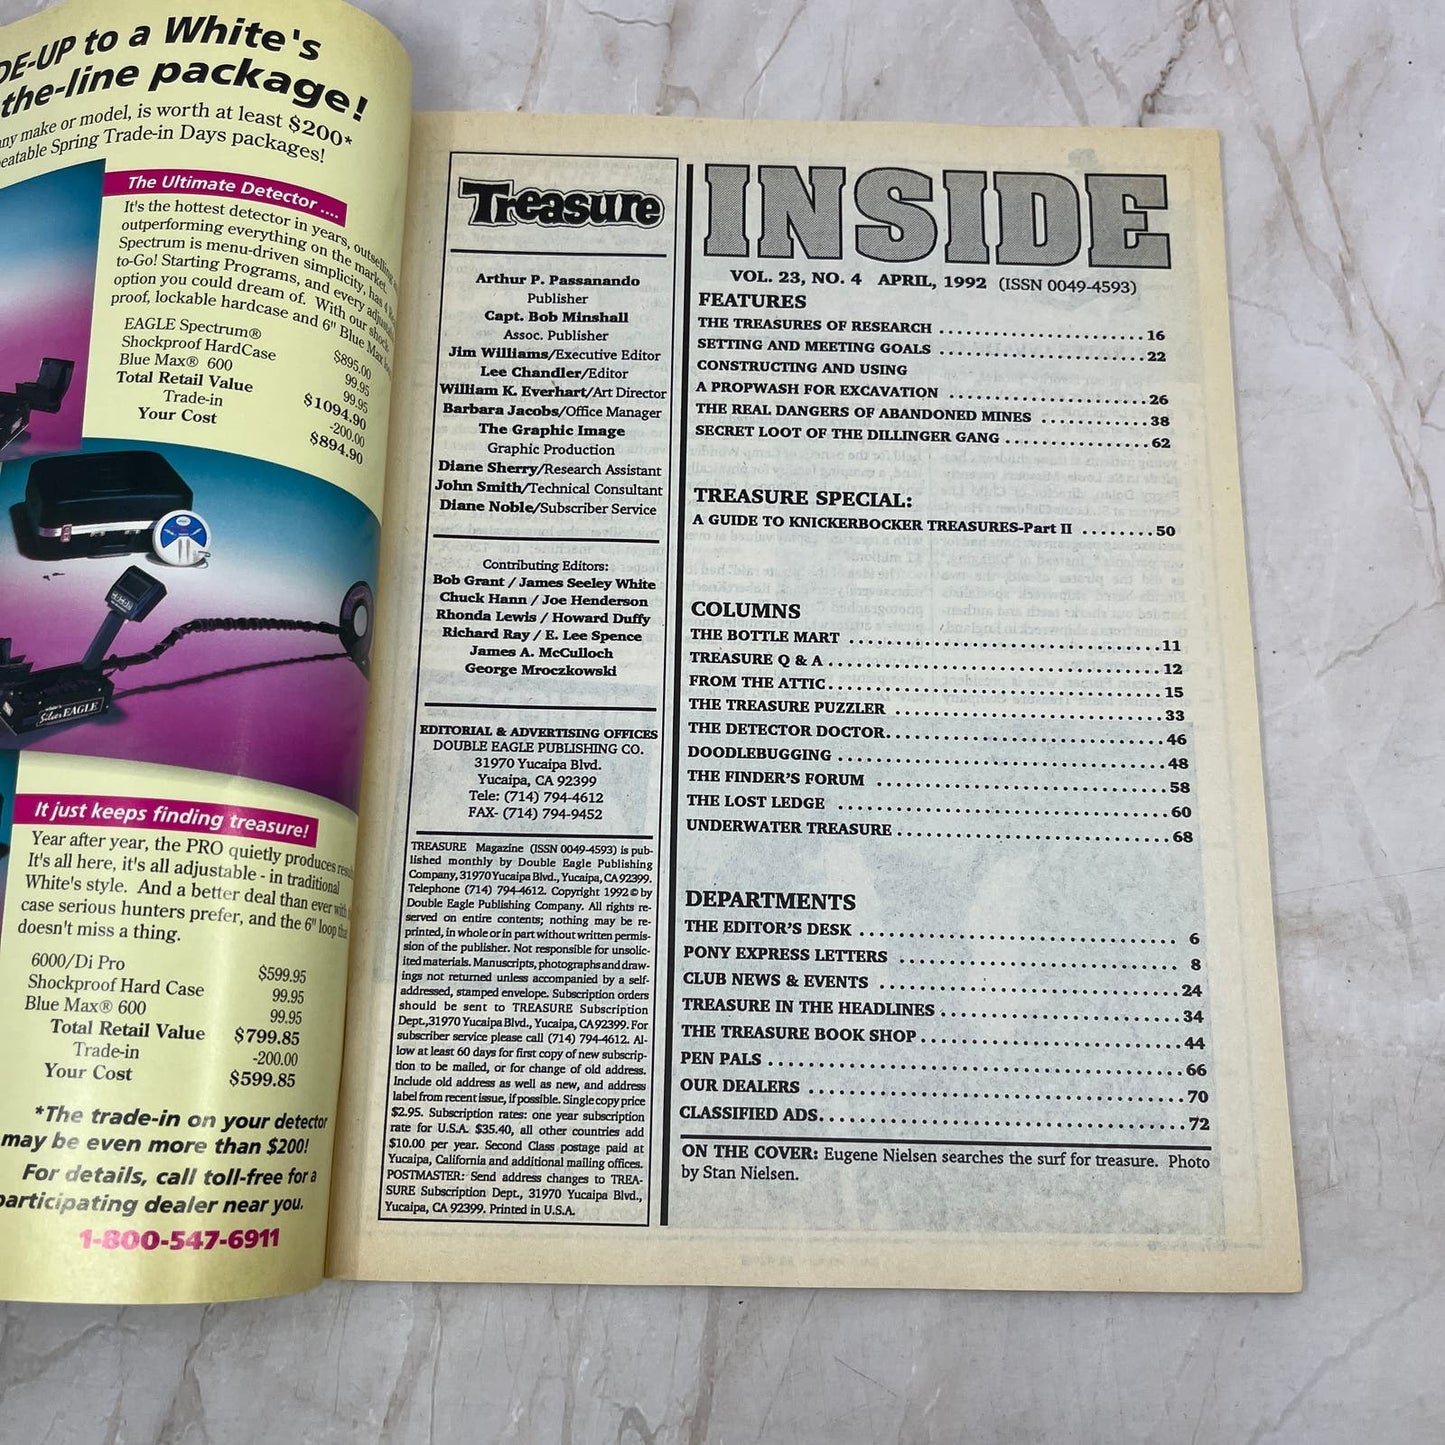 DE-UP to a White's
the-line package!
any make or model, is worth at least $200*
eatable Spring Trade-in Days packages!
The Ultimate Detector ....
It's the hottest detector in years, outselling
outperforming everything on the market.
Spectrum is menu-driven simplicity, has 4
to-Go! Starting Programs, and every
option you could dream of. With our shock-
proof, lockable hardcase and 6" Blue Max
EAGLE Spectrum® $895.00
Shockproof HardCase 99.95
Blue Max® 600 99.95
Total Retail Value $1094.90
Trade-in -200.00
Your Cost $894.90
white's
Silver EAGLE
It just keeps finding treasure!
Year after year, the PRO quietly produces
It's all here, it's all adjustable - in traditional
White's style. And a better deal than ever with
case serious hunters prefer, and the 6" loop that
doesn't miss a thing.
6000/Di Pro $599.95
Shockproof Hard Case 99.95
Blue Max® 600 99.95
Total Retail Value $799.85
Trade-in -200.00
Your Cost $599.85
*The trade-in on your detector
may be even more than $200!
For details, call toll-free for a
participating dealer near you.
1-800-547-6911
Treasure
Arthur P. Passanando
Publisher
Capt. Bob Minshall
Assoc. Publisher
Jim Williams/Executive Editor
Lee Chandler/Editor
William K. Everhart/Art Director
Barbara Jacobs/Office Manager
The Graphic Image
Graphic Production
Diane Sherry/Research Assistant
John Smith/Technical Consultant
Diane Noble/Subscriber Service
Contributing Editors:
Bob Grant / James Seeley White
Chuck Hann / Joe Henderson
Rhonda Lewis / Howard Duffy
Richard Ray / E. Lee Spence
James A. McCulloch
George Mroczkowski
EDITORIAL & ADVERTISING OFFICES
DOUBLE EAGLE PUBLISHING CO.
31970 Yucaipa Blvd.
Yucaipa, CA 92399
Tele: (714) 794-4612
FAX- (714) 794-9452
TREASURE Magazine (ISSN 0049-4593) is pub-
lished monthly by Double Eagle Publishing
Company, 31970 Yucaipa Blvd., Yucaipa, CA 92399.
Telephone (714) 794-4612. Copyright 1992 © by
Double Eagle Publishing Company. All rights re-
served on entire contents; nothing may be re-
printed, in whole or in part without written permis-
sion of the publisher. Not responsible for unsolic-
ited materials. Manuscripts, photographs and draw-
ings not returned unless accompanied by a self-
addressed, stamped envelope. Subscription orders
should be sent to TREASURE Subscription
Dept., 31970 Yucaipa Blvd., Yucaipa, CA 92399. For
subscriber service please call (714) 794-4612. Al-
low at least 60 days for first copy of new subscrip-
tion to be mailed, or for change of old address.
Include old address as well as new, and address
label from recent issue, if possible. Single copy price
$2.95. Subscription rates: one year subscription
rate for U.S.A. $35.40, all other countries add
$10.00 per year. Second Class postage paid at
Yucaipa, California and additional mailing offices.
POSTMASTER: Send address changes to TREA-
SURE Subscription Dept., 31970 Yucaipa Blvd.,
Yucaipa, CA 92399. Printed in U.S.A.
INSIDE
VOL. 23, NO. 4 APRIL, 1992 (ISSN 0049-4593)
FEATURES
THE TREASURES OF RESEARCH ........................ 16
SETTING AND MEETING GOALS ........................ 22
CONSTRUCTING AND USING
A PROPWASH FOR EXCAVATION ........................ 26
THE REAL DANGERS OF ABANDONED MINES ............ 38
SECRET LOOT OF THE DILLINGER GANG ................ 62
TREASURE SPECIAL:
A GUIDE TO KNICKERBOCKER TREASURES-Part II ........ 50
COLUMNS
THE BOTTLE MART .................................... 11
TREASURE Q & A .................................... 12
FROM THE ATTIC .................................... 15
THE TREASURE PUZZLER ............................ 33
THE DETECTOR DOCTOR ............................ 46
DOODLEBUGGING .................................... 48
THE FINDER'S FORUM ................................ 58
THE LOST LEDGE .................................... 60
UNDERWATER TREASURE ............................ 68
DEPARTMENTS
THE EDITOR'S DESK ................................ 6
PONY EXPRESS LETTERS ............................ 8
CLUB NEWS & EVENTS ............................ 24
TREASURE IN THE HEADLINES ........................ 34
THE TREASURE BOOK SHOP ........................ 44
PEN PALS ........................................ 66
OUR DEALERS .................................... 70
CLASSIFIED ADS .................................... 72
ON THE COVER: Eugene Nielsen searches the surf for treasure. Photo
by Stan Nielsen.